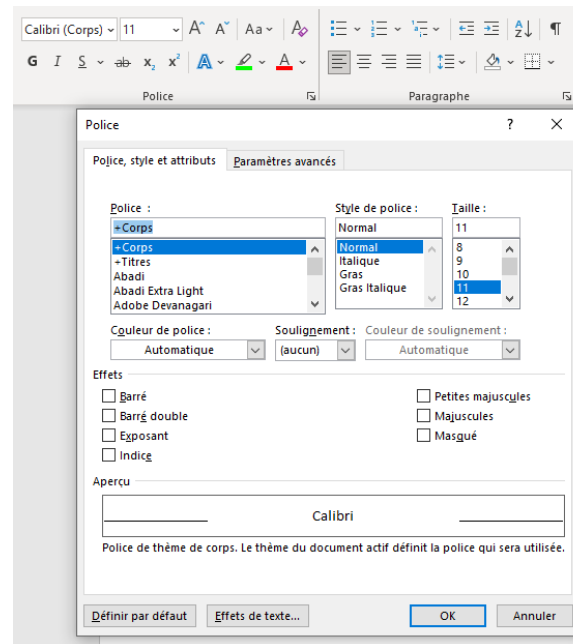 Calibri (Corps) 11 A^ A˅ Aa A
G I S ab x₂ x² A A
Police Paragraphe
Police ? X
Police, style et attributs Paramètres avancés
Police : Style de police : Taille :
+Corps Normal 11
+Corps Normal 8
+Titres Italique 9
Abadi Gras 10
Abadi Extra Light Gras Italique 11
Adobe Devanagari 12
Couleur de police : Soulignement : Couleur de soulignement :
Automatique (aucun) Automatique
Effets
Barré Petites majuscules
Barré double Majuscules
Exposant Masqué
Indice
Aperçu
Calibri
Police de thème de corps. Le thème du document actif définit la police qui sera utilisée.
Définir par défaut Effets de texte... OK Annuler